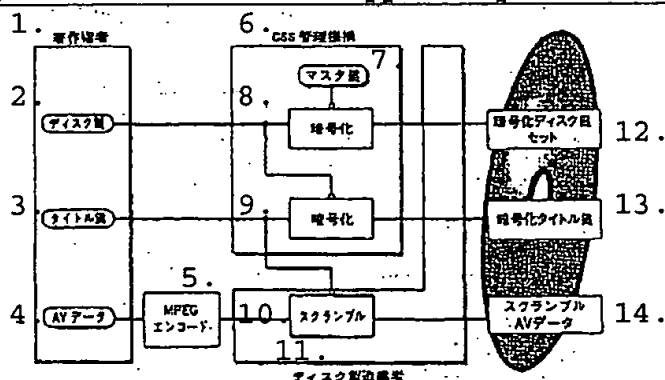 1.
著作権者
2.
ディスク鍵
3.
タイトル鍵
4.
AVデータ
5.
MPEG
エンコード
6.
CSS管理機構
7.
マスタ鍵
8.
暗号化
9.
暗号化
10.
スクランブル
11.
ディスク製造業者
暗号化ディスク鍵
セット
12.
暗号化タイトル鍵
13.
スクランブル
AVデータ
14.